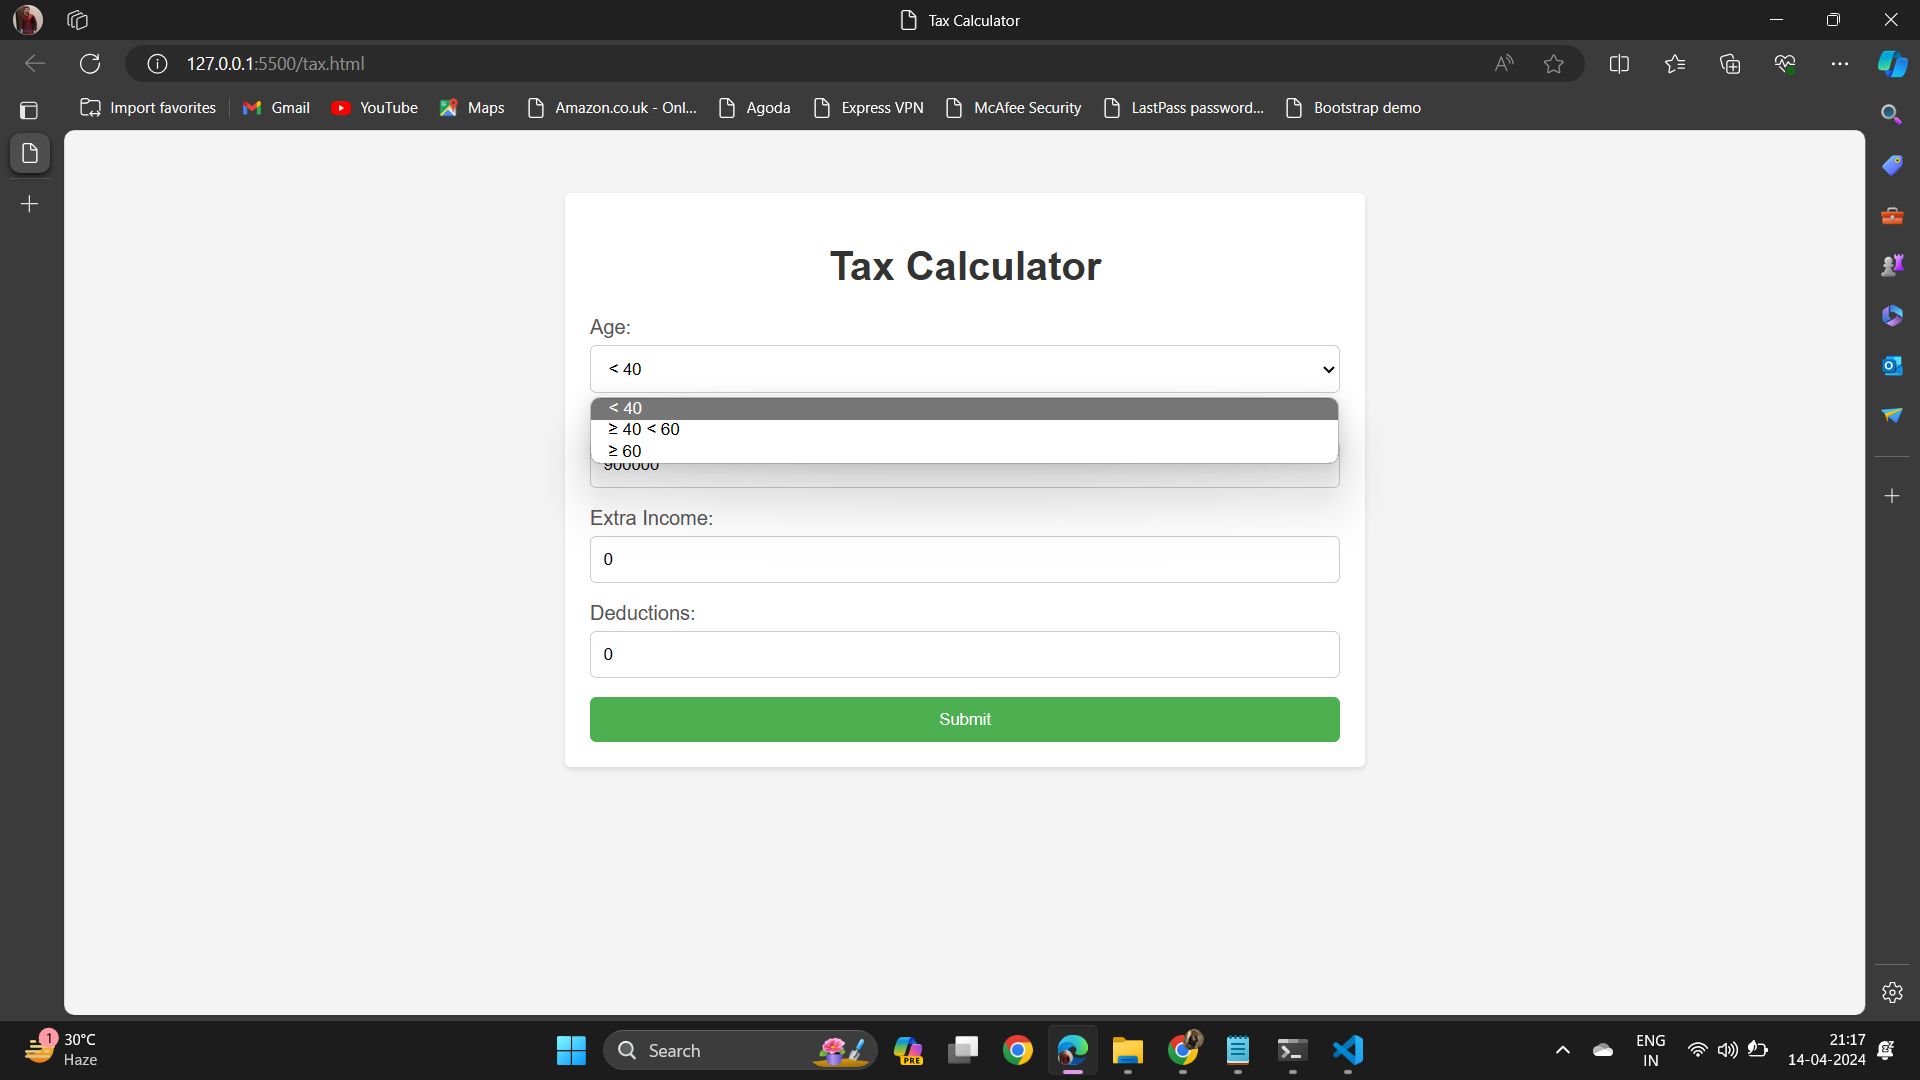 Tax Calculator
127.0.0.1:5500/tax.html
Import favorites
Gmail
YouTube
Maps
Amazon.co.uk - Onl...
Agoda
Express VPN
McAfee Security
LastPass password...
Bootstrap demo
Tax Calculator
Age:
< 40
< 40
≥ 40 < 60
≥ 60
900000
Extra Income:
0
Deductions:
0
Submit
1
30°C
Haze
Search
PRE
ENG
IN
21:17
14-04-2024